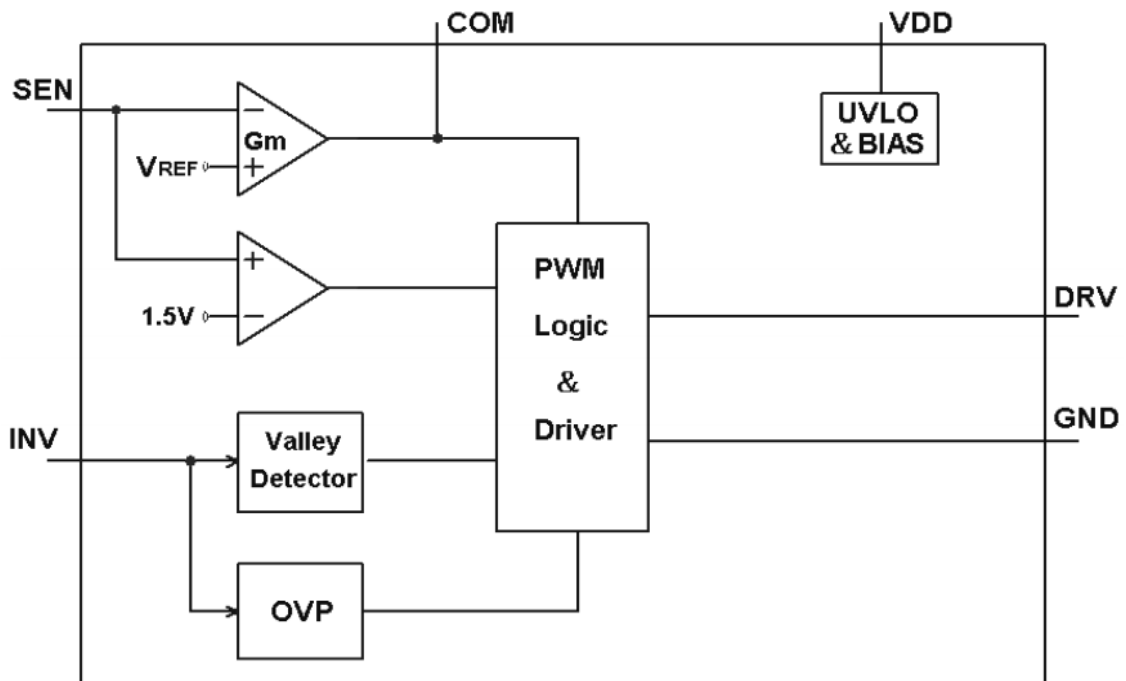 COM
VDD
SEN
−
Gm
VREF
+
UVLO
& BIAS
+
1.5V
−
PWM
Logic
&
Driver
DRV
GND
INV
Valley
Detector
OVP